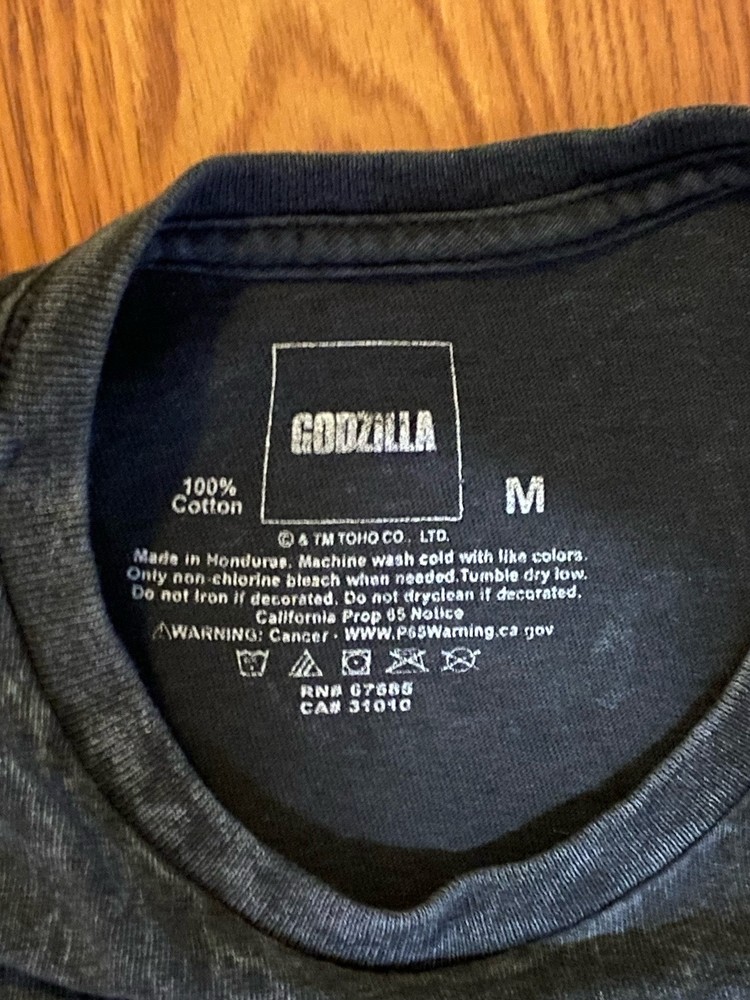 GODZILLA
100%
Cotton
M
© & TM TOHO CO., LTD.
Made in Honduras. Machine wash cold with like colors.
Only non-chlorine bleach when needed. Tumble dry low.
Do not iron if decorated. Do not dryclean if decorated.
California Prop 65 Notice
⚠WARNING: Cancer - WWW.P65Warning.ca.gov
RN# 67685
CA# 31010